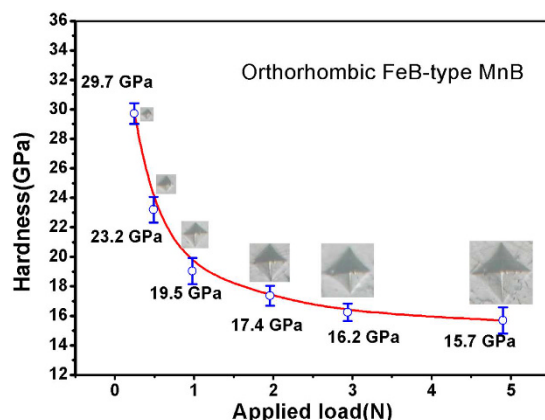 36
34
32
30
28
26
24
22
20
18
16
14
12
Hardness(GPa)
Orthorhombic FeB-type MnB
29.7 GPa
23.2 GPa
19.5 GPa
17.4 GPa
16.2 GPa
15.7 GPa
0 1 2 3 4 5
Applied load(N)